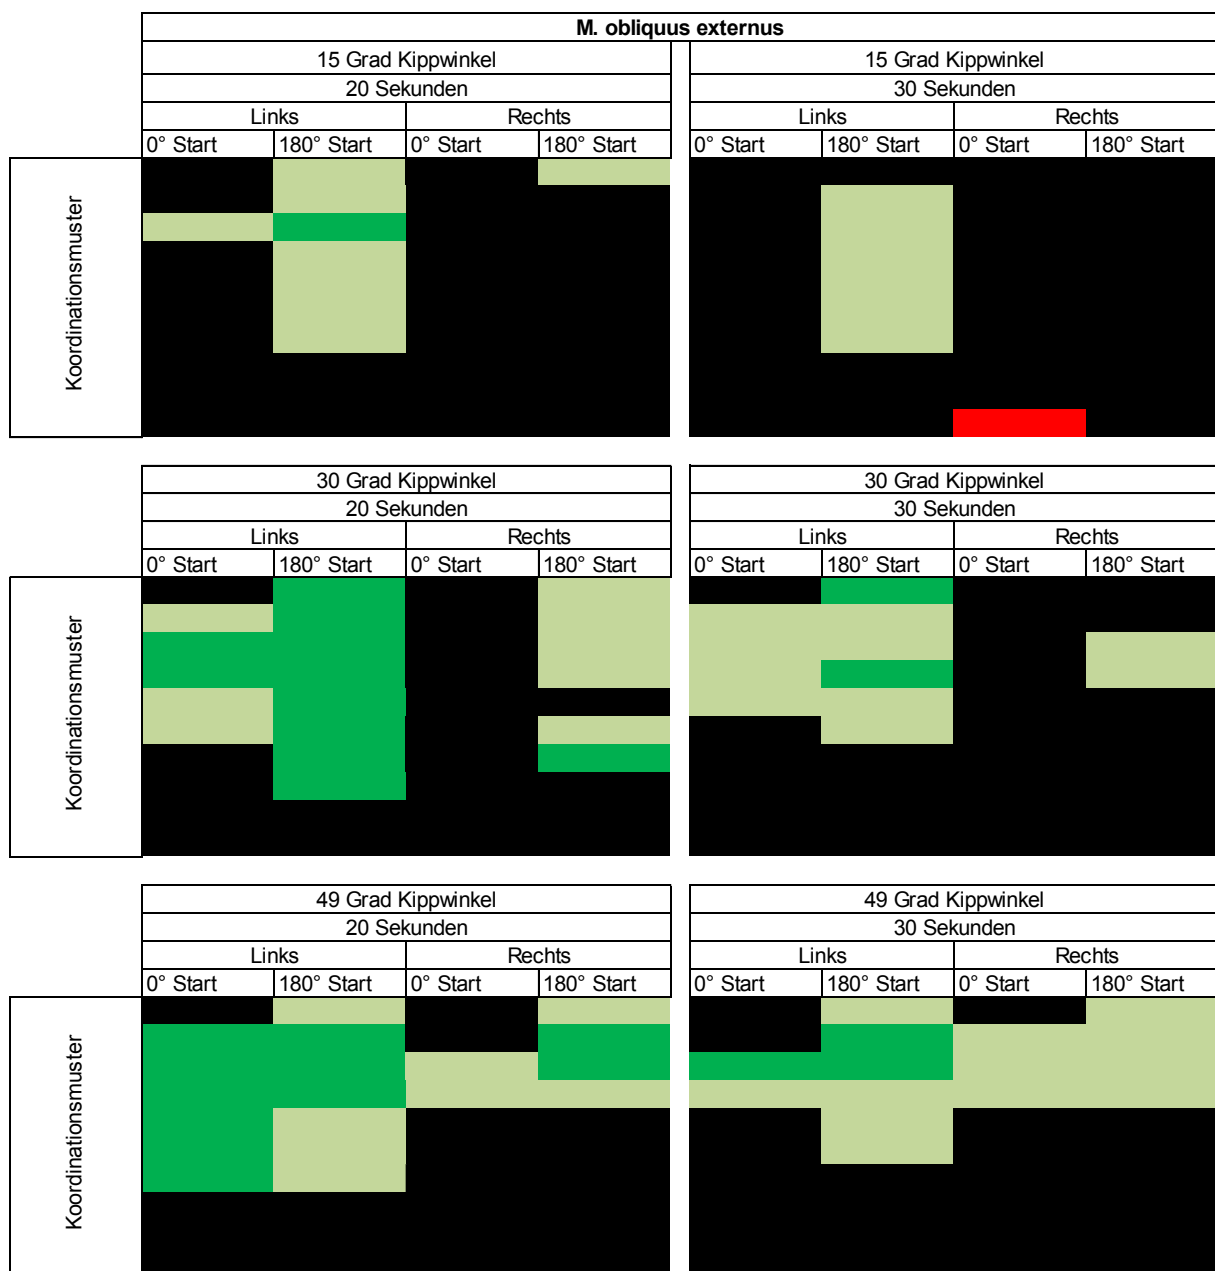 M. obliquus externus
15 Grad Kippwinkel 15 Grad Kippwinkel
20 Sekunden 30 Sekunden
Links Rechts Links Rechts
0° Start 180° Start 0° Start 180° Start 0° Start 180° Start 0° Start 180° Start
Koordinationsmuster
30 Grad Kippwinkel 30 Grad Kippwinkel
20 Sekunden 30 Sekunden
Links Rechts Links Rechts
0° Start 180° Start 0° Start 180° Start 0° Start 180° Start 0° Start 180° Start
Koordinationsmuster
49 Grad Kippwinkel 49 Grad Kippwinkel
20 Sekunden 30 Sekunden
Links Rechts Links Rechts
0° Start 180° Start 0° Start 180° Start 0° Start 180° Start 0° Start 180° Start
Koordinationsmuster